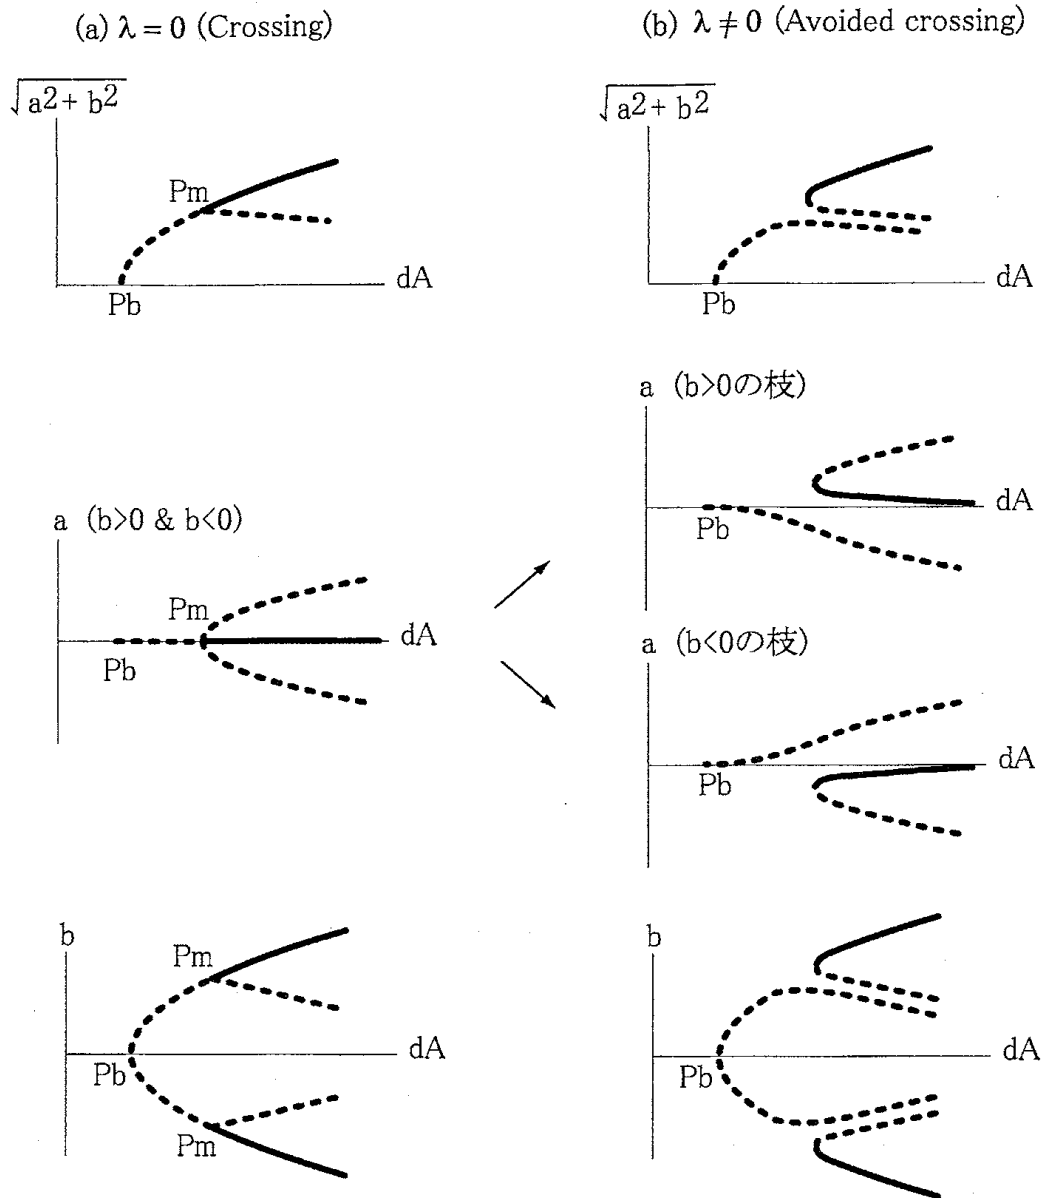 (a) λ = 0 (Crossing)
(b) λ ≠ 0 (Avoided crossing)
√a2 + b2
Pm
Pb
dA
√a2 + b2
Pb
dA
a (b>0 & b<0)
Pm
Pb
dA
a (b>0の枝)
Pb
dA
a (b<0の枝)
Pb
dA
b
Pm
Pb
Pm
dA
b
Pb
dA